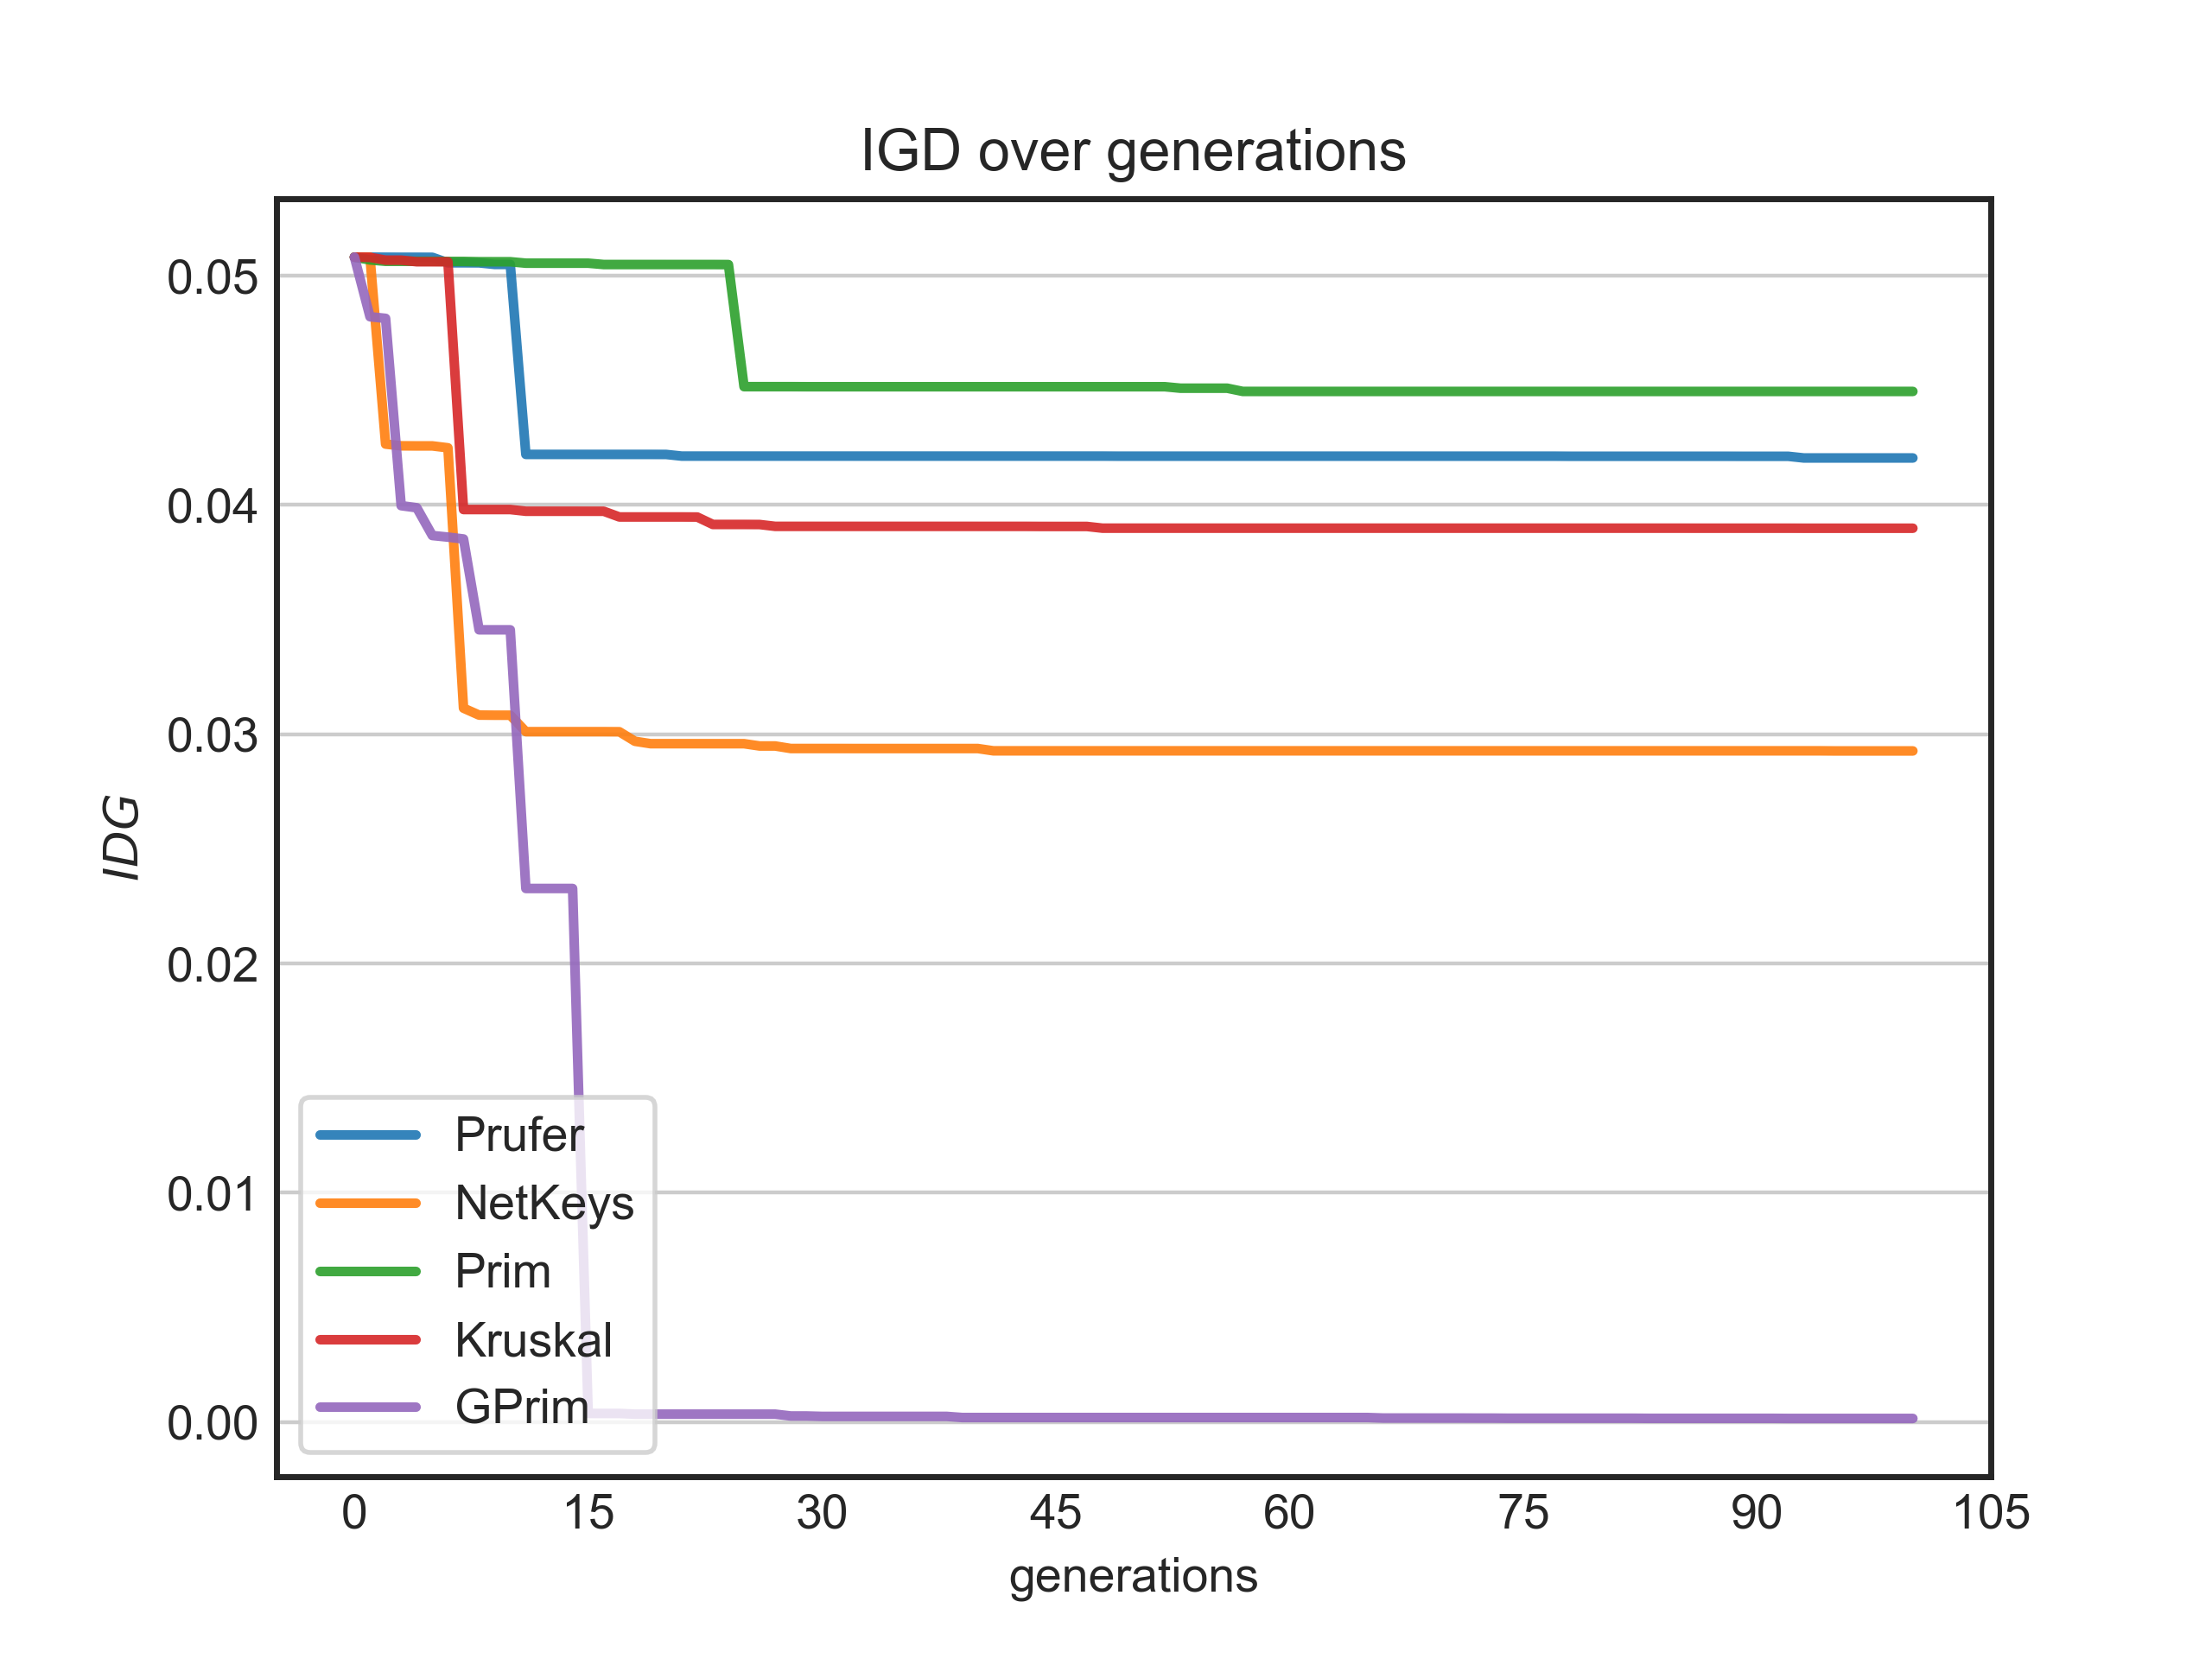 IGD over generations
0.05
0.04
0.03
0.02
0.01
0.00
IDG
Prufer
NetKeys
Prim
Kruskal
GPrim
0 15 30 45 60 75 90 105
generations